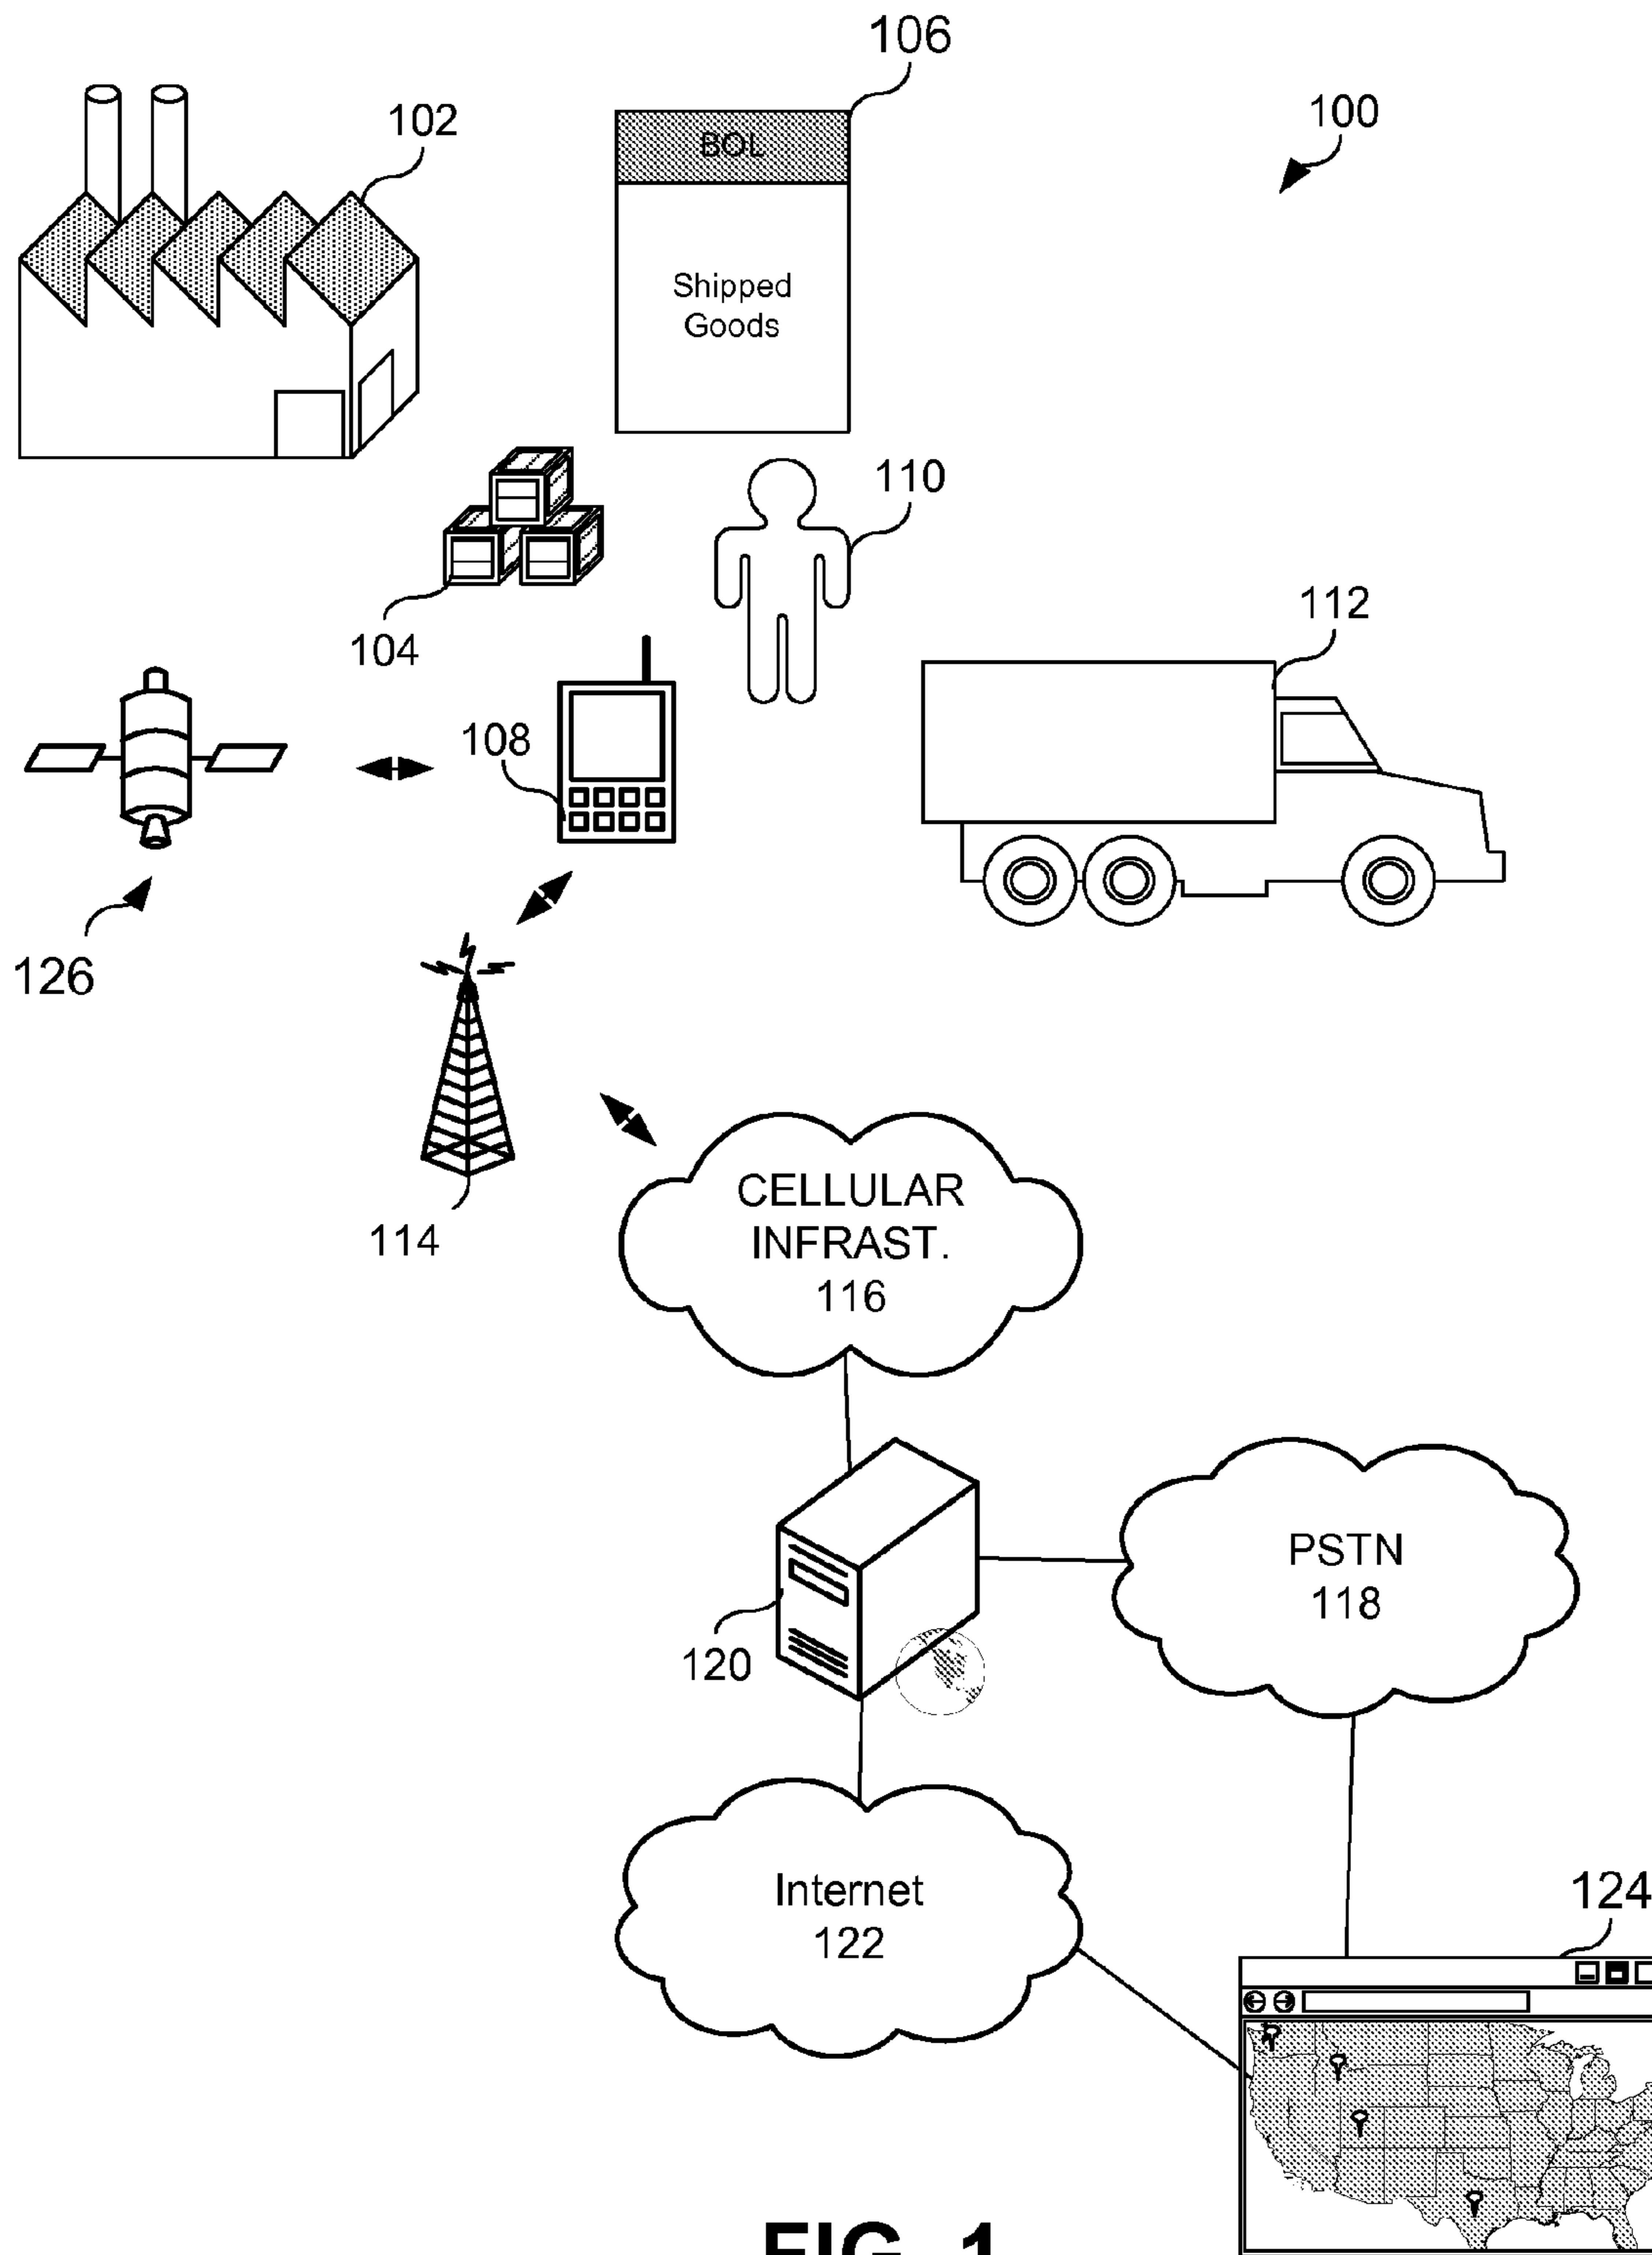 106
100
102
BOL
Shipped
Goods
110
104
112
108
126
114
CELLULAR
INFRAST.
116
PSTN
118
120
Internet
122
124
FIG. 1